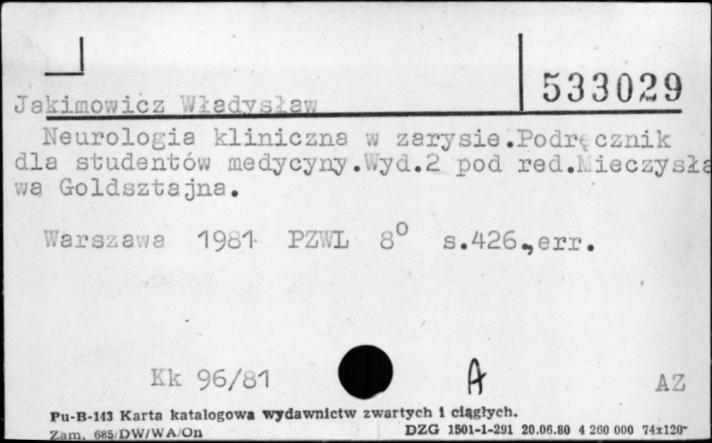 533029
Jakimowicz Władysław
Neurologia kliniczna w zarysie.Podręcznik
dla studentów medycyny.Wyd.2 pod red.Mieczysła
wa Goldsztajna.
Warszawa 1981 PZWL 8° s.426.,err.
Kk 96/81 A AZ
Pu-B-143 Karta katalogowa wydawnictw zwartych i ciągłych.
Zam. 685/DW/WA/On DZG 1501-1-291 20.06.80 4 260 000 74x120